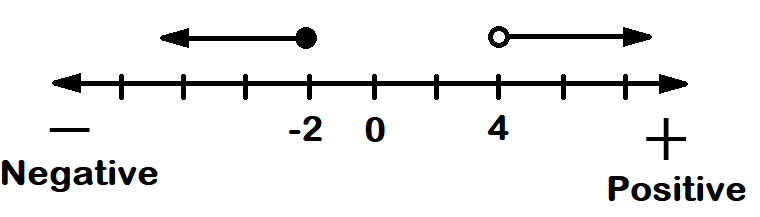 -2 0 4
— +
Negative
Positive